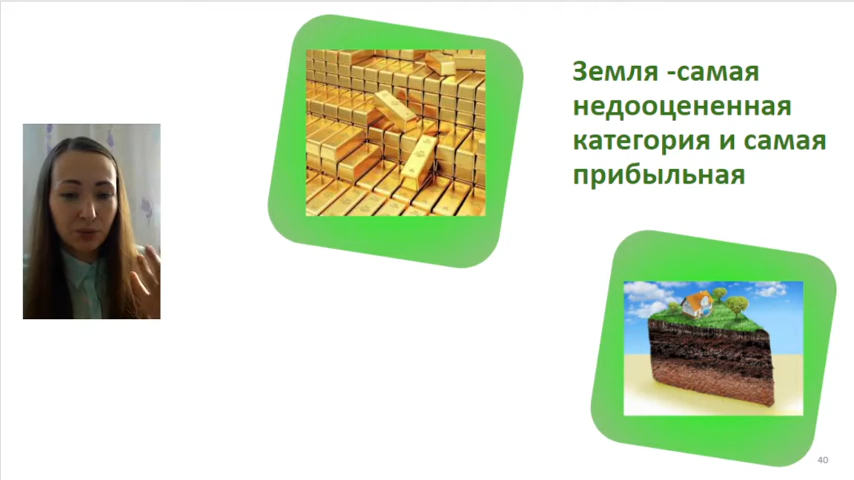 Земля -самая
недооцененная
категория и самая
прибыльная
40